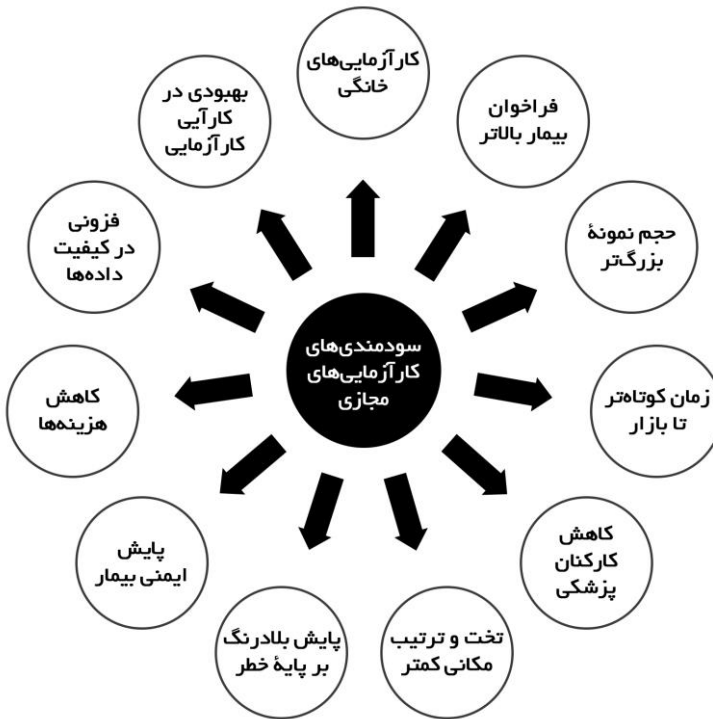 سودمندی‌های
کارآزمایی‌های
مجازی
کارآزمایی‌های
خانگی
فراخوان
بیمار بالاتر
حجم نمونهٔ
بزرگ‌تر
زمان کوتاه‌تر
تا بازار
کاهش
کارکنان
پزشکی
تخت و ترتیب
مکانی کمتر
پایش بلادرنگ
بر پایهٔ خطر
پایش
ایمنی بیمار
کاهش
هزینه‌ها
فزونی
در کیفیت
داده‌ها
بهبودی در
کارآیی
کارآزمایی